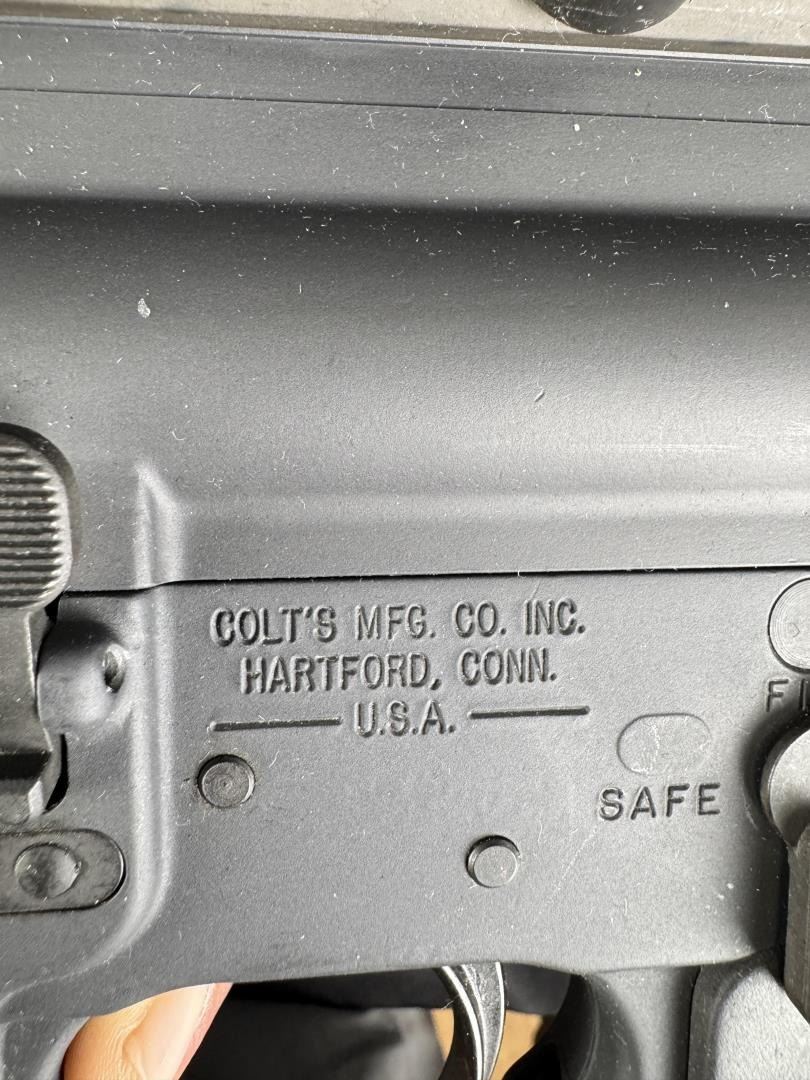 COLT'S MFG. CO. INC.
HARTFORD, CONN.
U.S.A.
SAFE